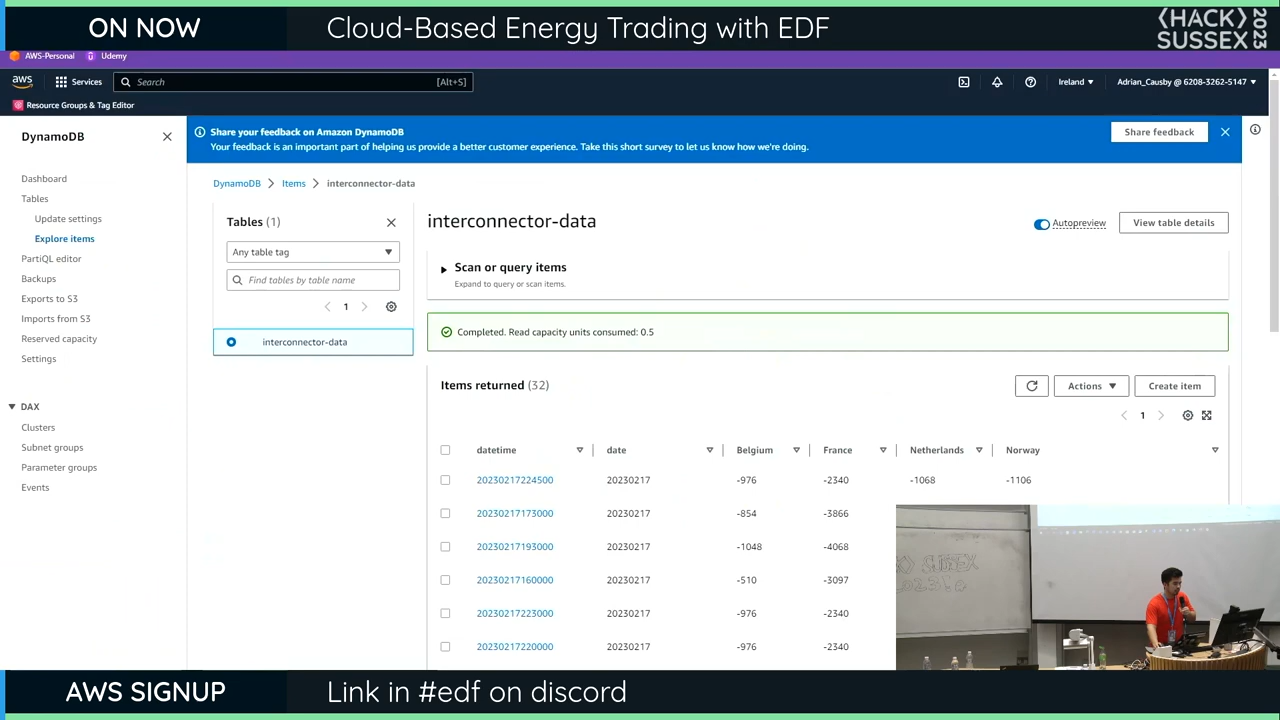 ON NOW
Cloud-Based Energy Trading with EDF
{HACK}
SUSSEX
2023
AWS-Personal
Udemy
aws
Services
Search
[Alt+S]
Ireland
Adrian_Causby @ 6208-3262-5147
Resource Groups & Tag Editor
DynamoDB
Share your feedback on Amazon DynamoDB
Your feedback is an important part of helping us provide a better customer experience. Take this short survey to let us know how we're doing.
Share feedback
Dashboard
Tables
Update settings
Explore items
PartiQL editor
Backups
Exports to S3
Imports from S3
Reserved capacity
Settings
DAX
Clusters
Subnet groups
Parameter groups
Events
DynamoDB
Items
interconnector-data
Tables (1)
Any table tag
Find tables by table name
1
interconnector-data
interconnector-data
Autopreview
View table details
Scan or query items
Expand to query or scan items.
Completed. Read capacity units consumed: 0.5
Items returned (32)
Actions
Create item
1
datetime date Belgium France Netherlands Norway
20230217224500 20230217 -976 -2340 -1068 -1106
20230217173000 20230217 -854 -3866
20230217193000 20230217 -1048 -4068
20230217160000 20230217 -510 -3097
20230217223000 20230217 -976 -2340
20230217220000 20230217 -976 -2340
SUSSEX
AWS SIGNUP
Link in #edf on discord